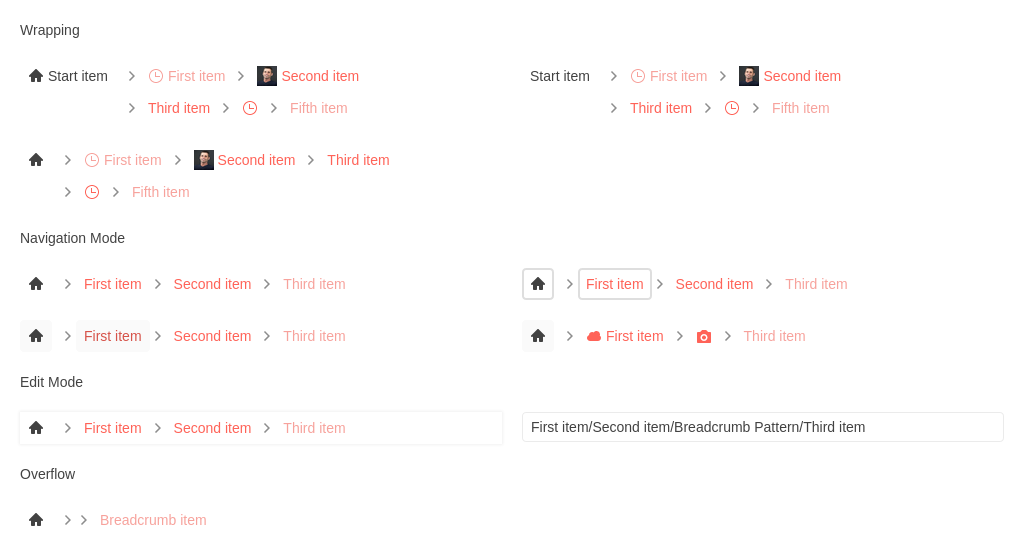 Wrapping
Start item First item Second item
Third item Fifth item
Start item First item Second item
Third item Fifth item
First item Second item Third item
Fifth item
Navigation Mode
First item Second item Third item
First item Second item Third item
First item Second item Third item
First item Third item
Edit Mode
First item Second item Third item
First item/Second item/Breadcrumb Pattern/Third item
Overflow
Breadcrumb item